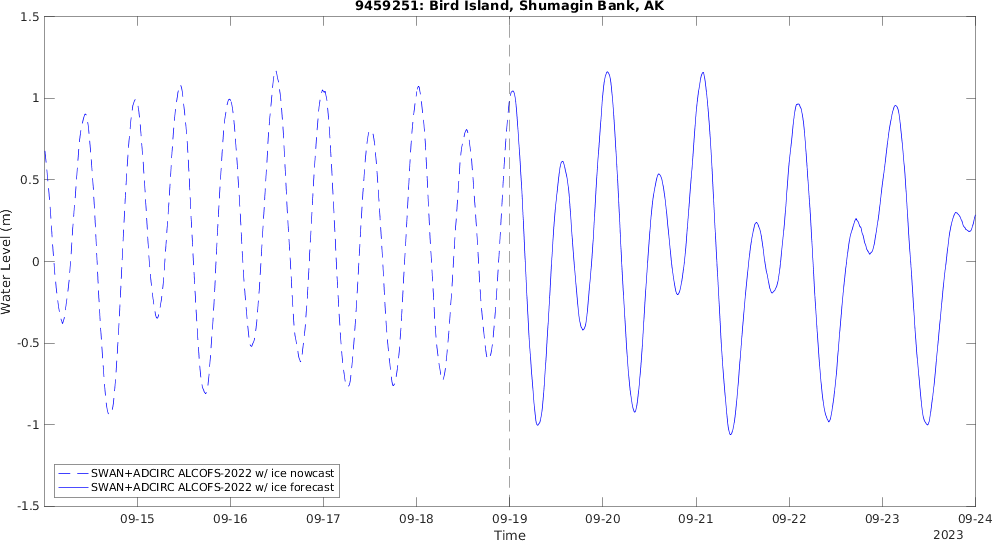 9459251: Bird Island, Shumagin Bank, AK
1.5
1
0.5
0
-0.5
-1
-1.5
Water Level (m)
SWAN+ADCIRC ALCOFS-2022 w/ ice nowcast
SWAN+ADCIRC ALCOFS-2022 w/ ice forecast
09-15 09-16 09-17 09-18 09-19 09-20 09-21 09-22 09-23 09-24
Time
2023